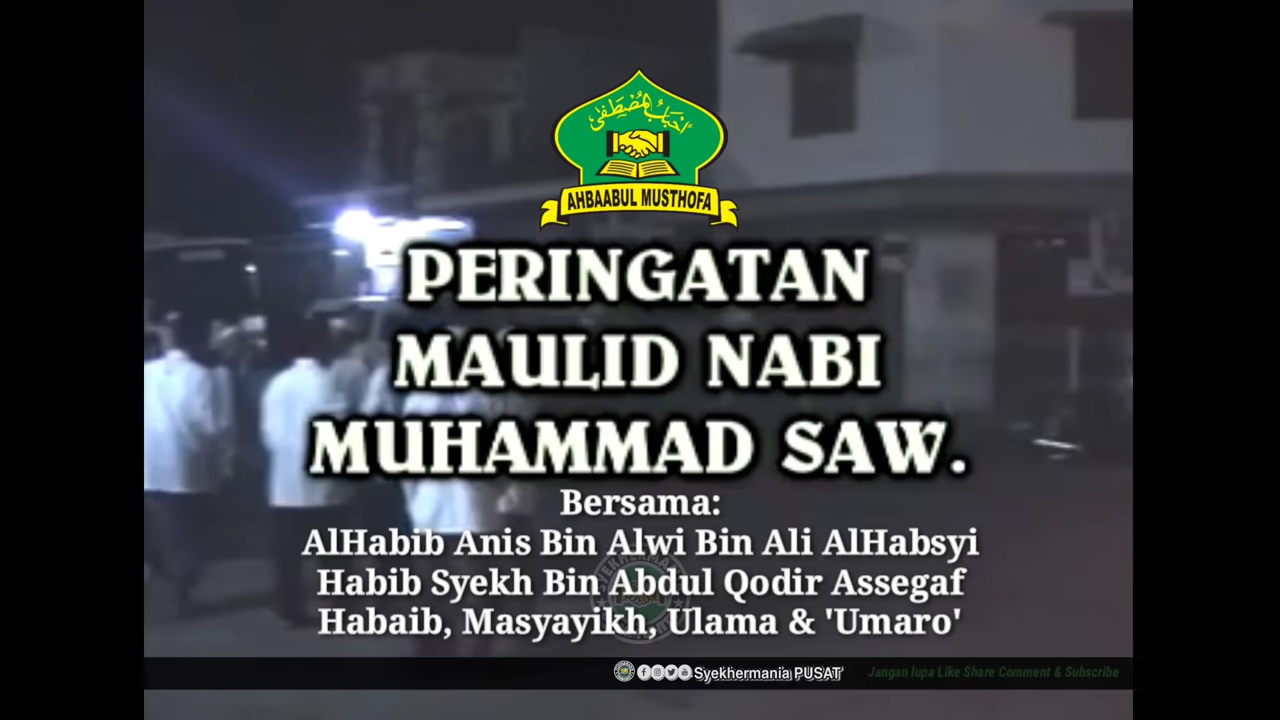 احباب المصطفى
AHBAABUL MUSTHOFA
PERINGATAN
MAULID NABI
MUHAMMAD SAW.
Bersama:
AlHabib Anis Bin Alwi Bin Ali AlHabsyi
Habib Syekh Bin Abdul Qodir Assegaf
Habaib, Masyayikh, Ulama & 'Umaro'
Syekhermania PUSAT
Jangan lupa Like Share Comment & Subscribe